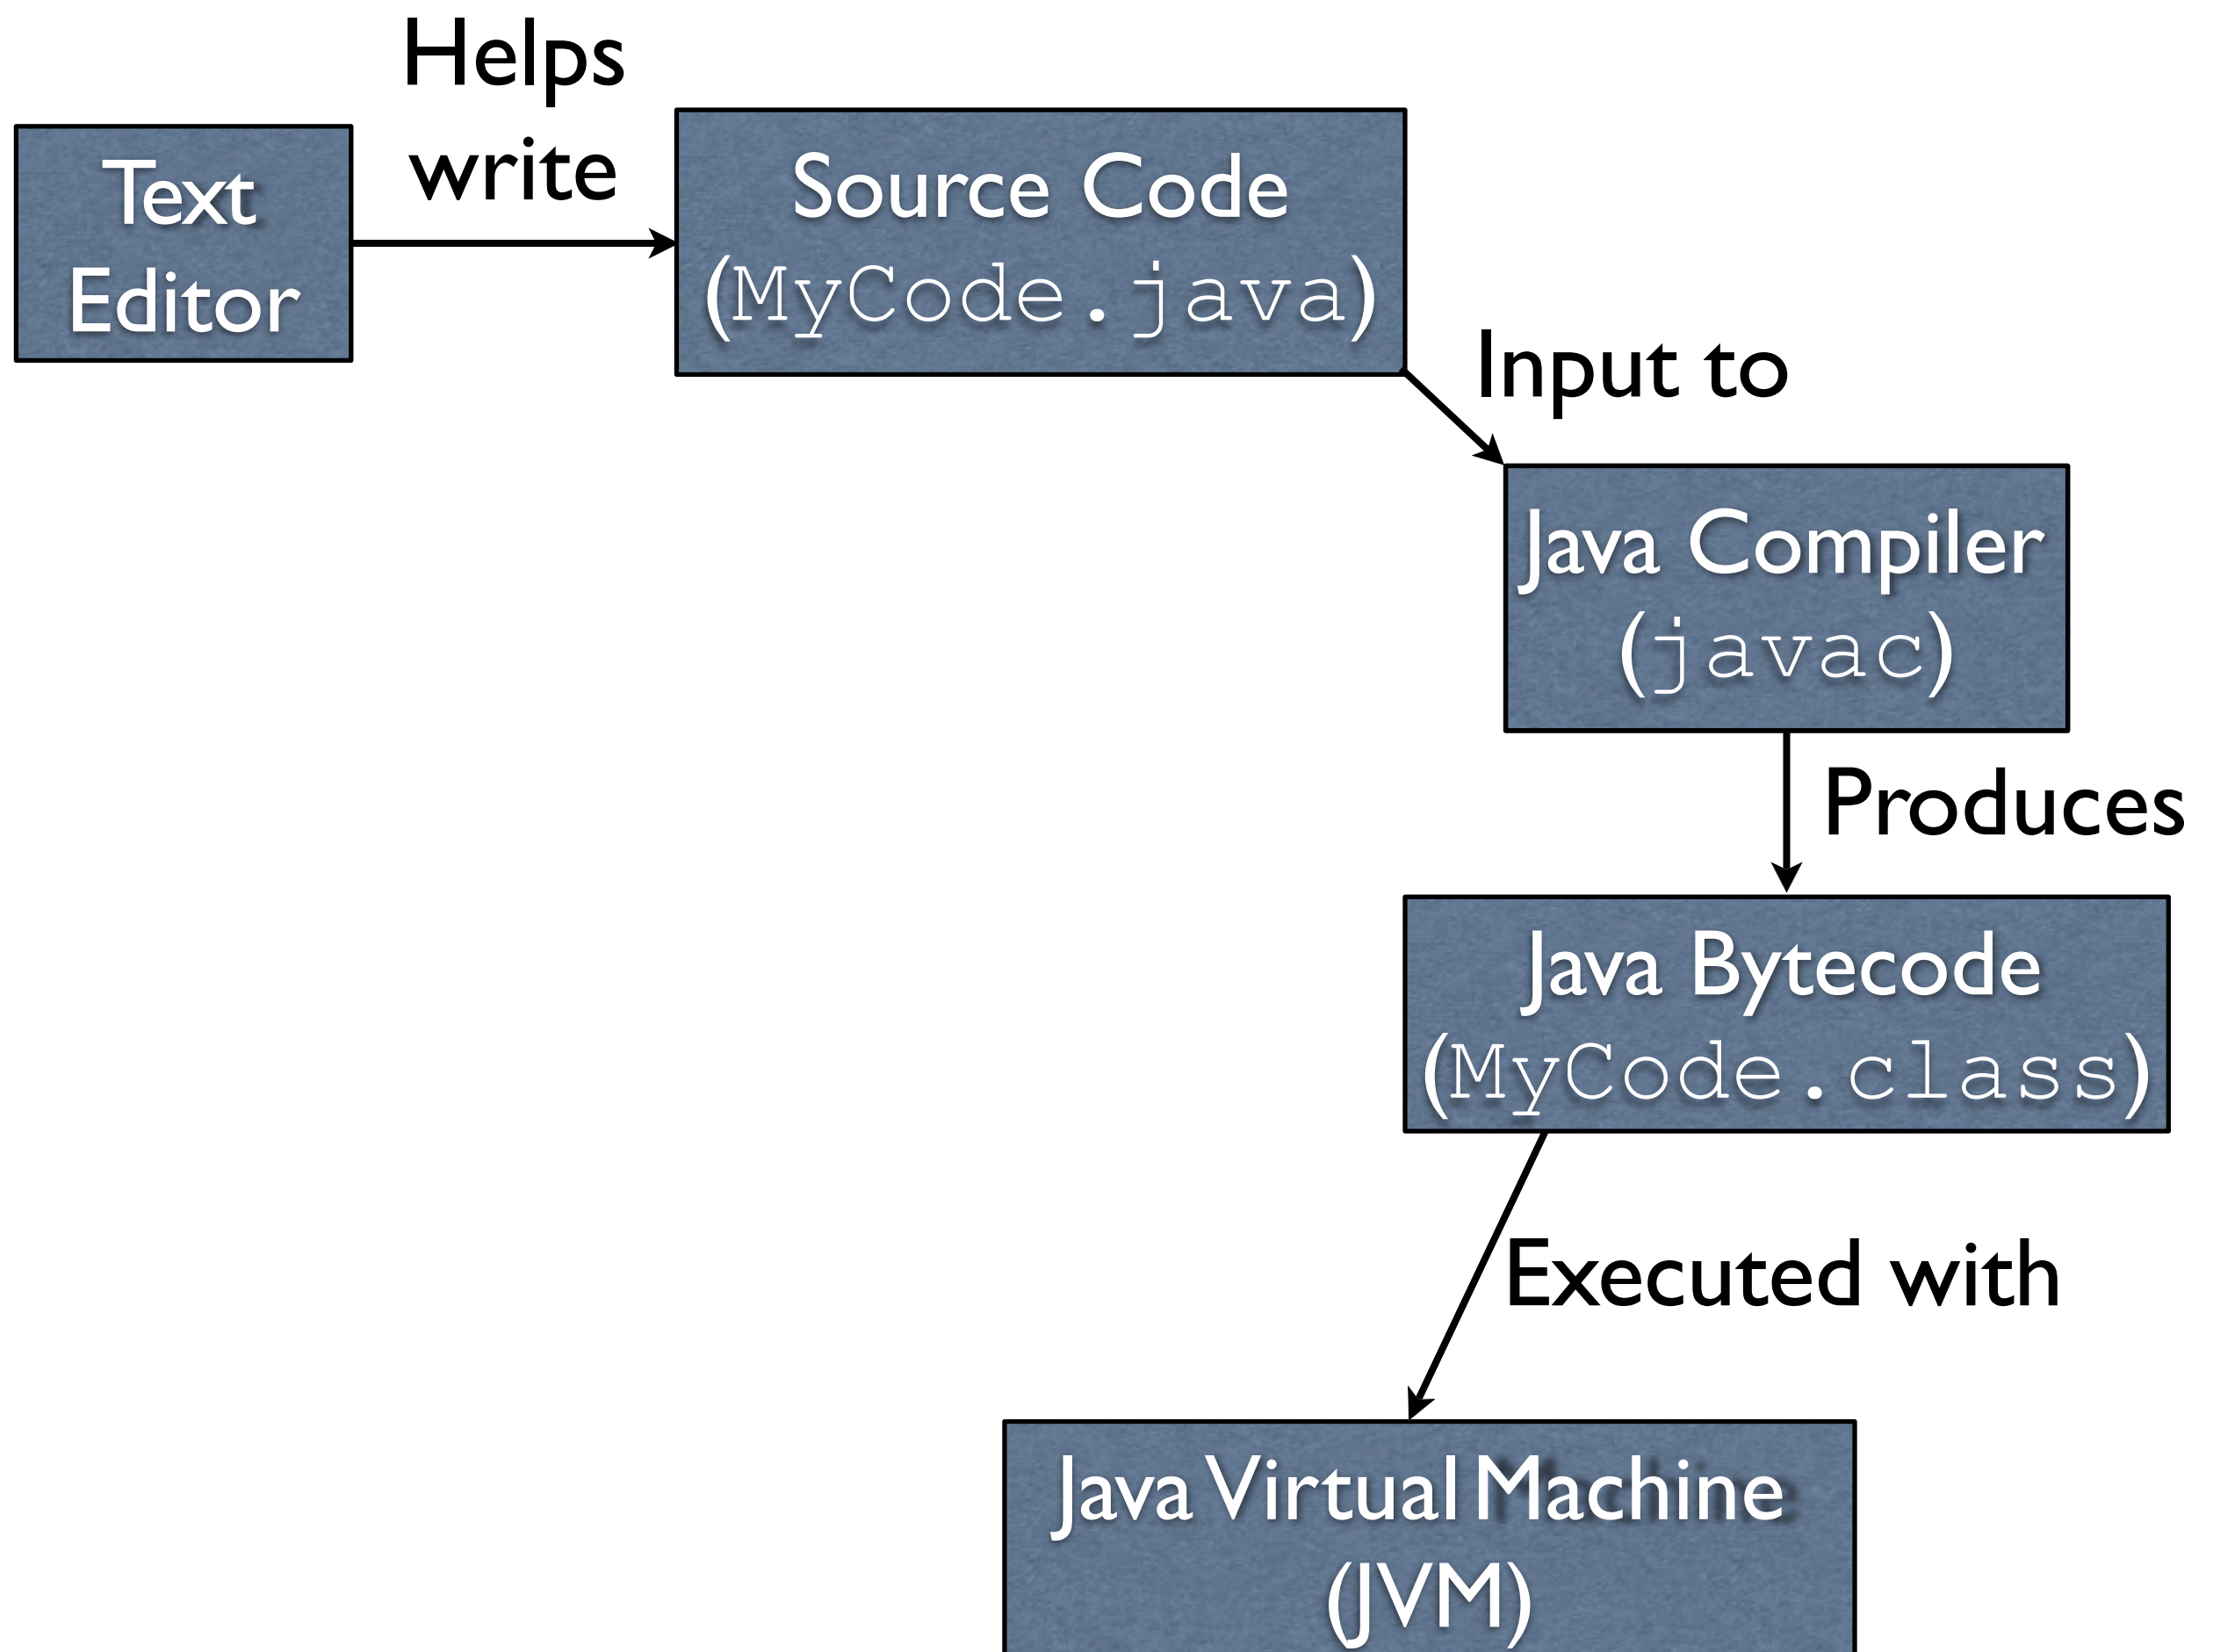 Helps
write
Text
Editor
Source Code
(MyCode.java)
Input to
Java Compiler
(javac)
Produces
Java Bytecode
(MyCode.class)
Executed with
Java Virtual Machine
(JVM)